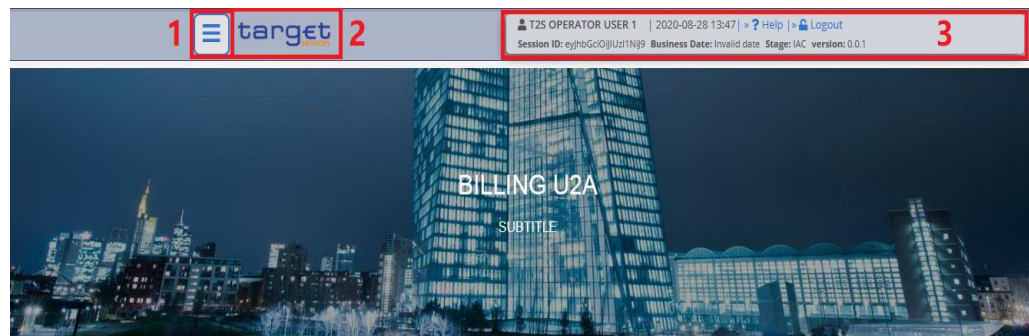 1 ☰ target 2
services
T2S OPERATOR USER 1 | 2020-08-28 13:47 | » ? Help | » Logout
Session ID: eyJhbGciOiJIUzI1NiJ9 Business Date: Invalid date Stage: IAC version: 0.0.1
3
BILLING U2A
SUBTITLE